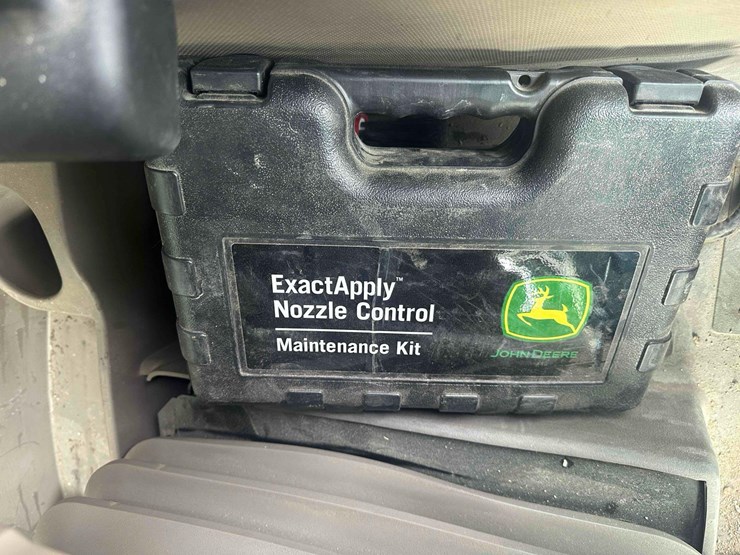 ExactApply™
Nozzle Control
Maintenance Kit
JOHN DEERE